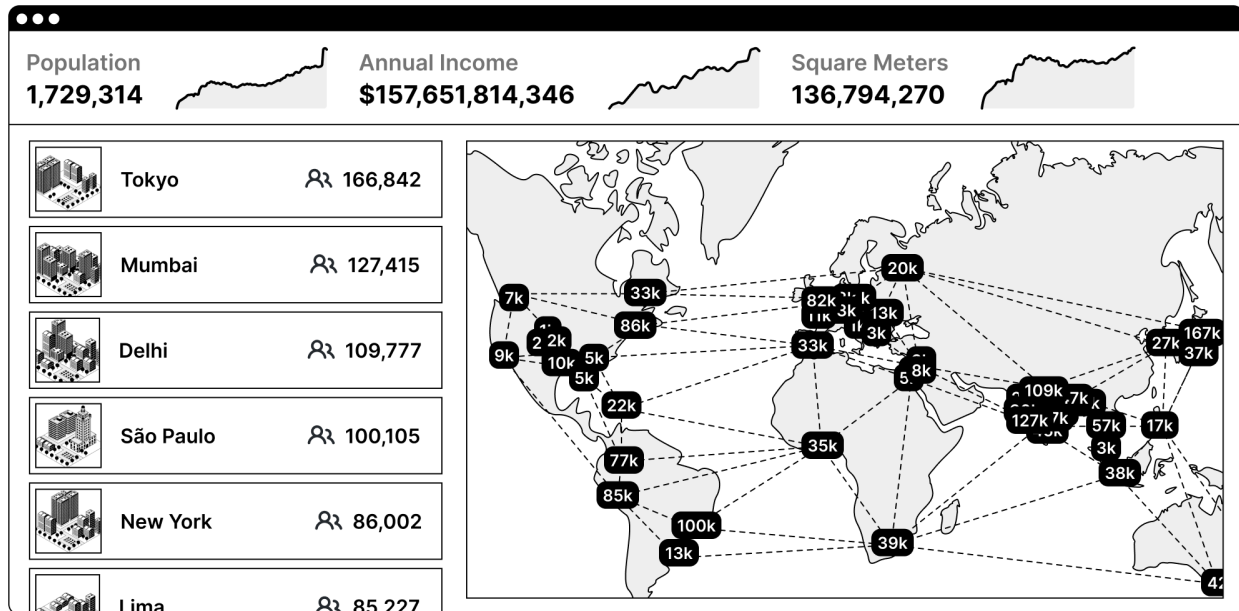 Population
1,729,314
Annual Income
$157,651,814,346
Square Meters
136,794,270
Tokyo
166,842
Mumbai
127,415
Delhi
109,777
São Paulo
100,105
New York
86,002
Lima
85,227
20k
7k
33k
82k
13k
86k
3k
167k
27k
37k
33k
9k
10k
5k
5k
8k
22k
109k
127k
57k
17k
35k
3k
77k
38k
85k
100k
39k
13k